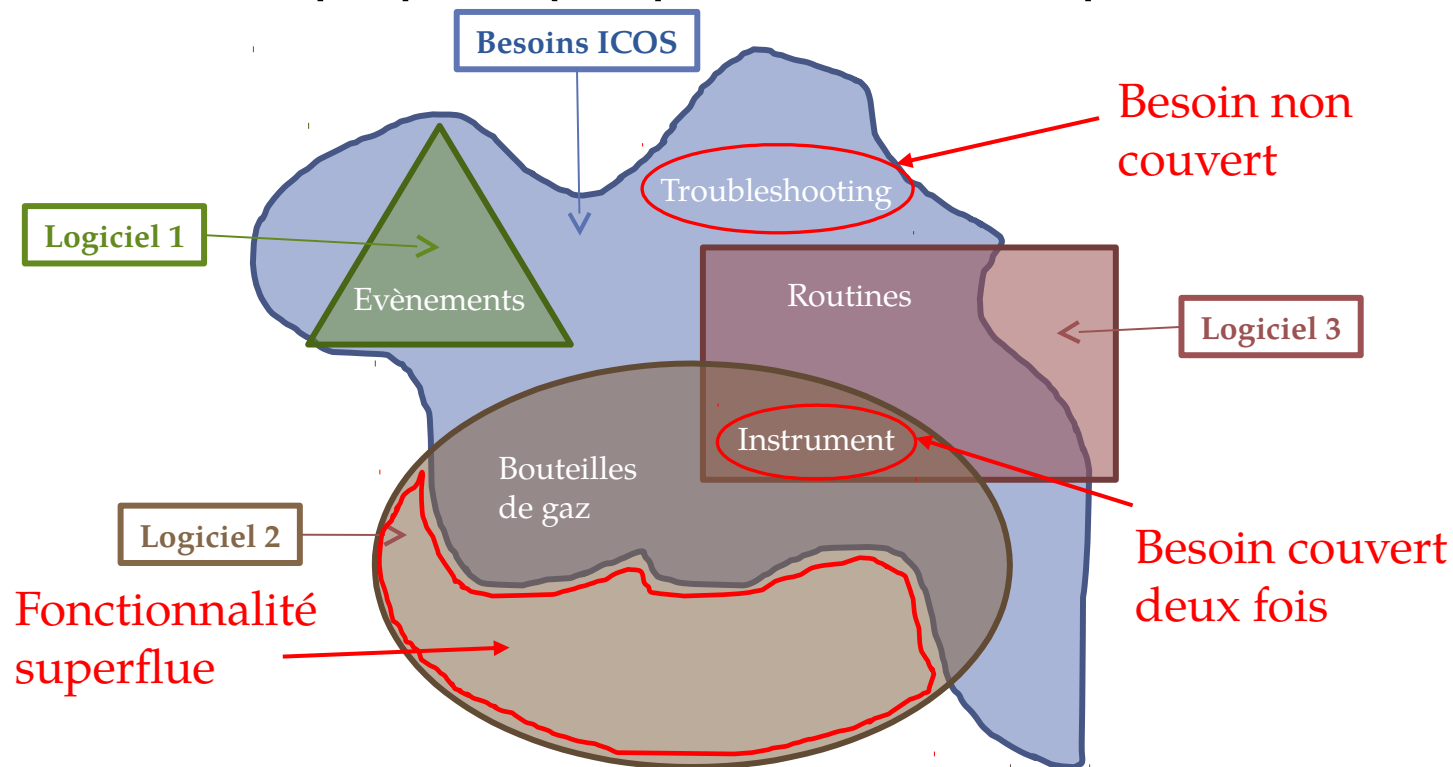 Besoins ICOS
Besoin non
couvert
Troubleshooting
Logiciel 1
Evènements
Routines
Logiciel 3
Instrument
Bouteilles
de gaz
Logiciel 2
Besoin couvert
deux fois
Fonctionnalité
superflue